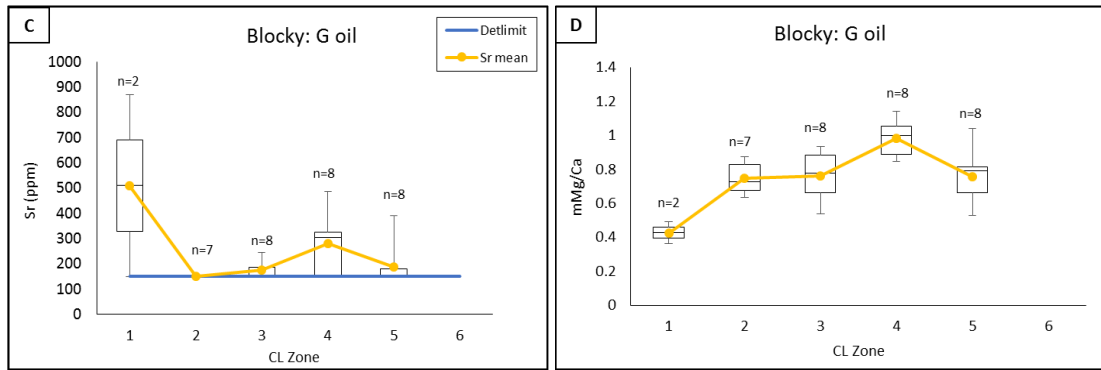 C
Blocky: G oil
Detlimit
Sr mean
1000
900
800
700
600
500
400
300
200
100
0
Sr (ppm)
n=2
n=7
n=8
n=8
n=8
1 2 3 4 5 6
CL Zone
D
Blocky: G oil
1.4
1.2
1
0.8
0.6
0.4
0.2
0
mMg/Ca
n=2
n=7
n=8
n=8
n=8
1 2 3 4 5 6
CL Zone